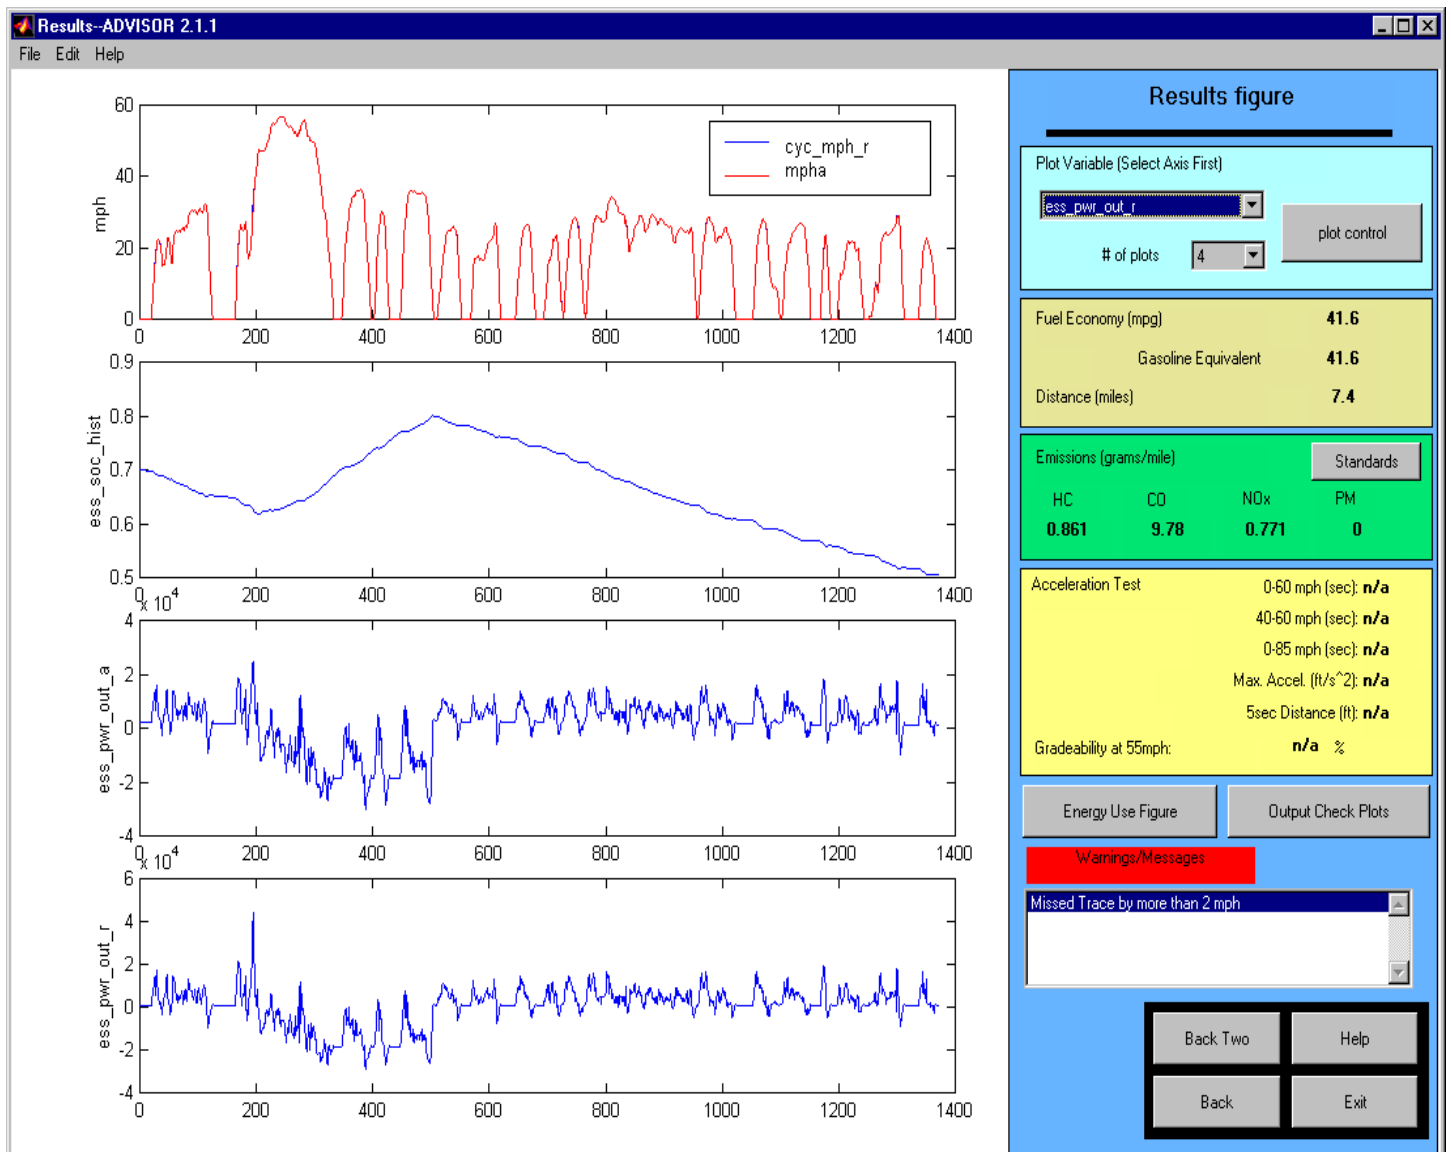 Results--ADVISOR 2.1.1
File Edit Help
60
40
20
0
mph
cyc_mph_r
mpha
0 200 400 600 800 1000 1200 1400
0.9
0.8
0.7
0.6
0.5
ess_soc_hist
0 200 400 600 800 1000 1200 1400
x 10^4
4
2
0
-2
-4
ess_pwr_out_a
0 200 400 600 800 1000 1200 1400
x 10^4
6
4
2
0
-2
-4
ess_pwr_out_r
0 200 400 600 800 1000 1200 1400
Results figure
Plot Variable (Select Axis First)
ess_pwr_out_r
plot control
# of plots 4
Fuel Economy (mpg) 41.6
Gasoline Equivalent 41.6
Distance (miles) 7.4
Emissions (grams/mile) Standards
HC CO NOx PM
0.861 9.78 0.771 0
Acceleration Test 0-60 mph (sec): n/a
40-60 mph (sec): n/a
0-85 mph (sec): n/a
Max. Accel. (ft/s^2): n/a
5sec Distance (ft): n/a
Gradeability at 55mph: n/a %
Energy Use Figure Output Check Plots
Warnings/Messages
Missed Trace by more than 2 mph
Back Two Help
Back Exit